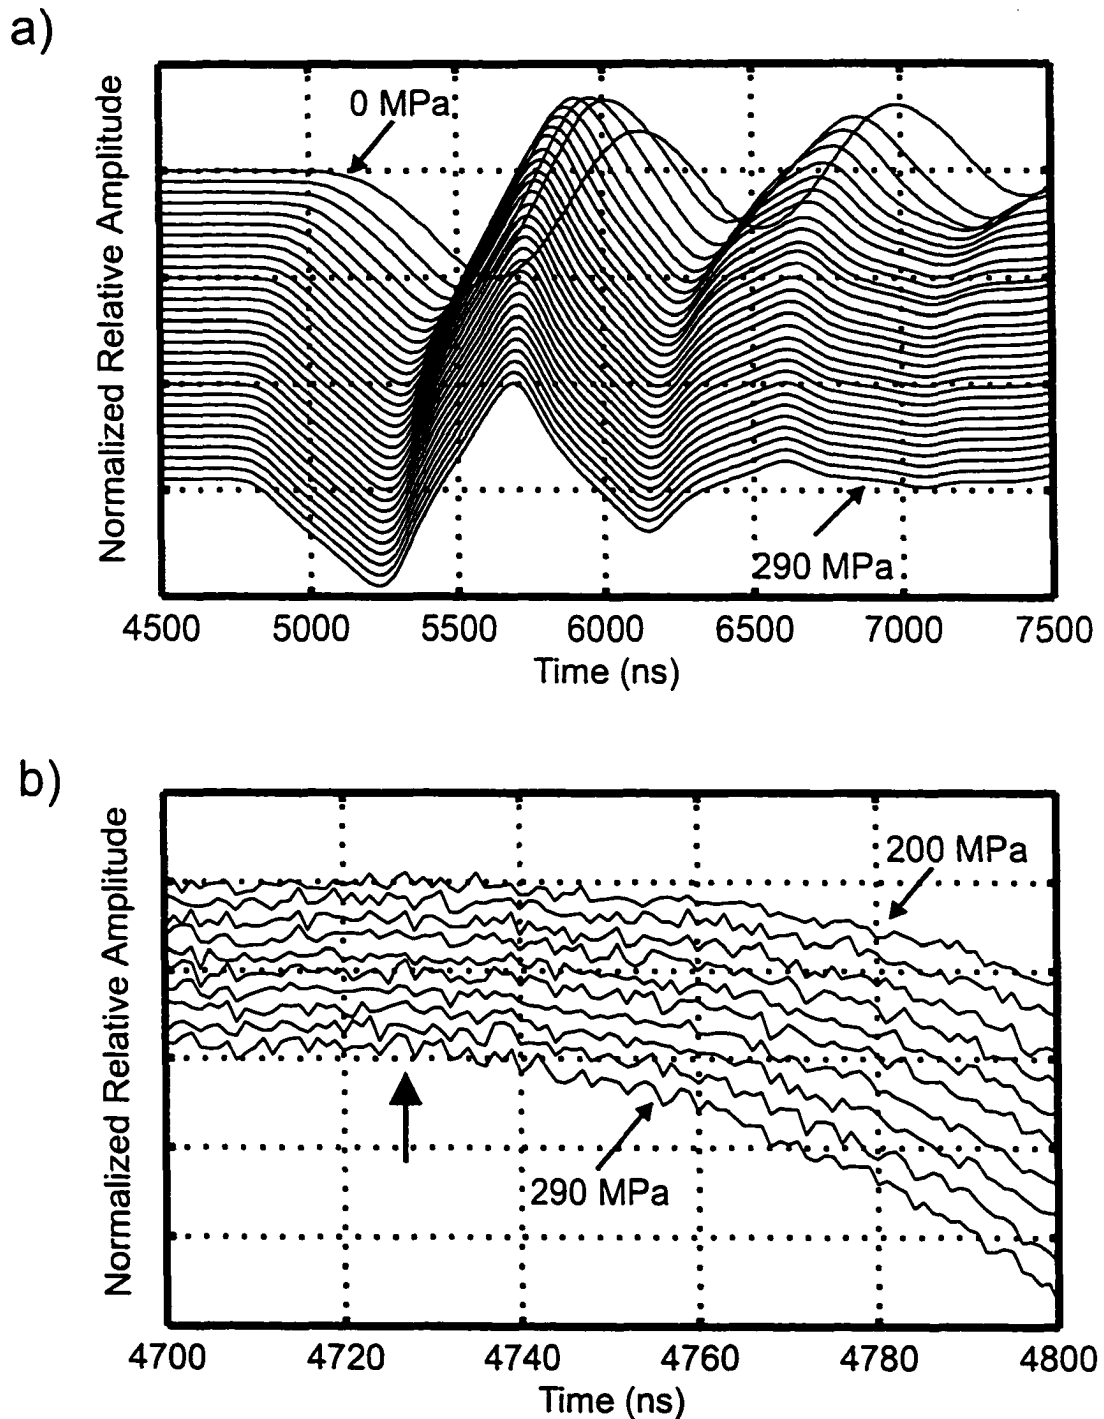 a)
Normalized Relative Amplitude
0 MPa
290 MPa
4500 5000 5500 6000 6500 7000 7500
Time (ns)
b)
Normalized Relative Amplitude
200 MPa
290 MPa
4700 4720 4740 4760 4780 4800
Time (ns)